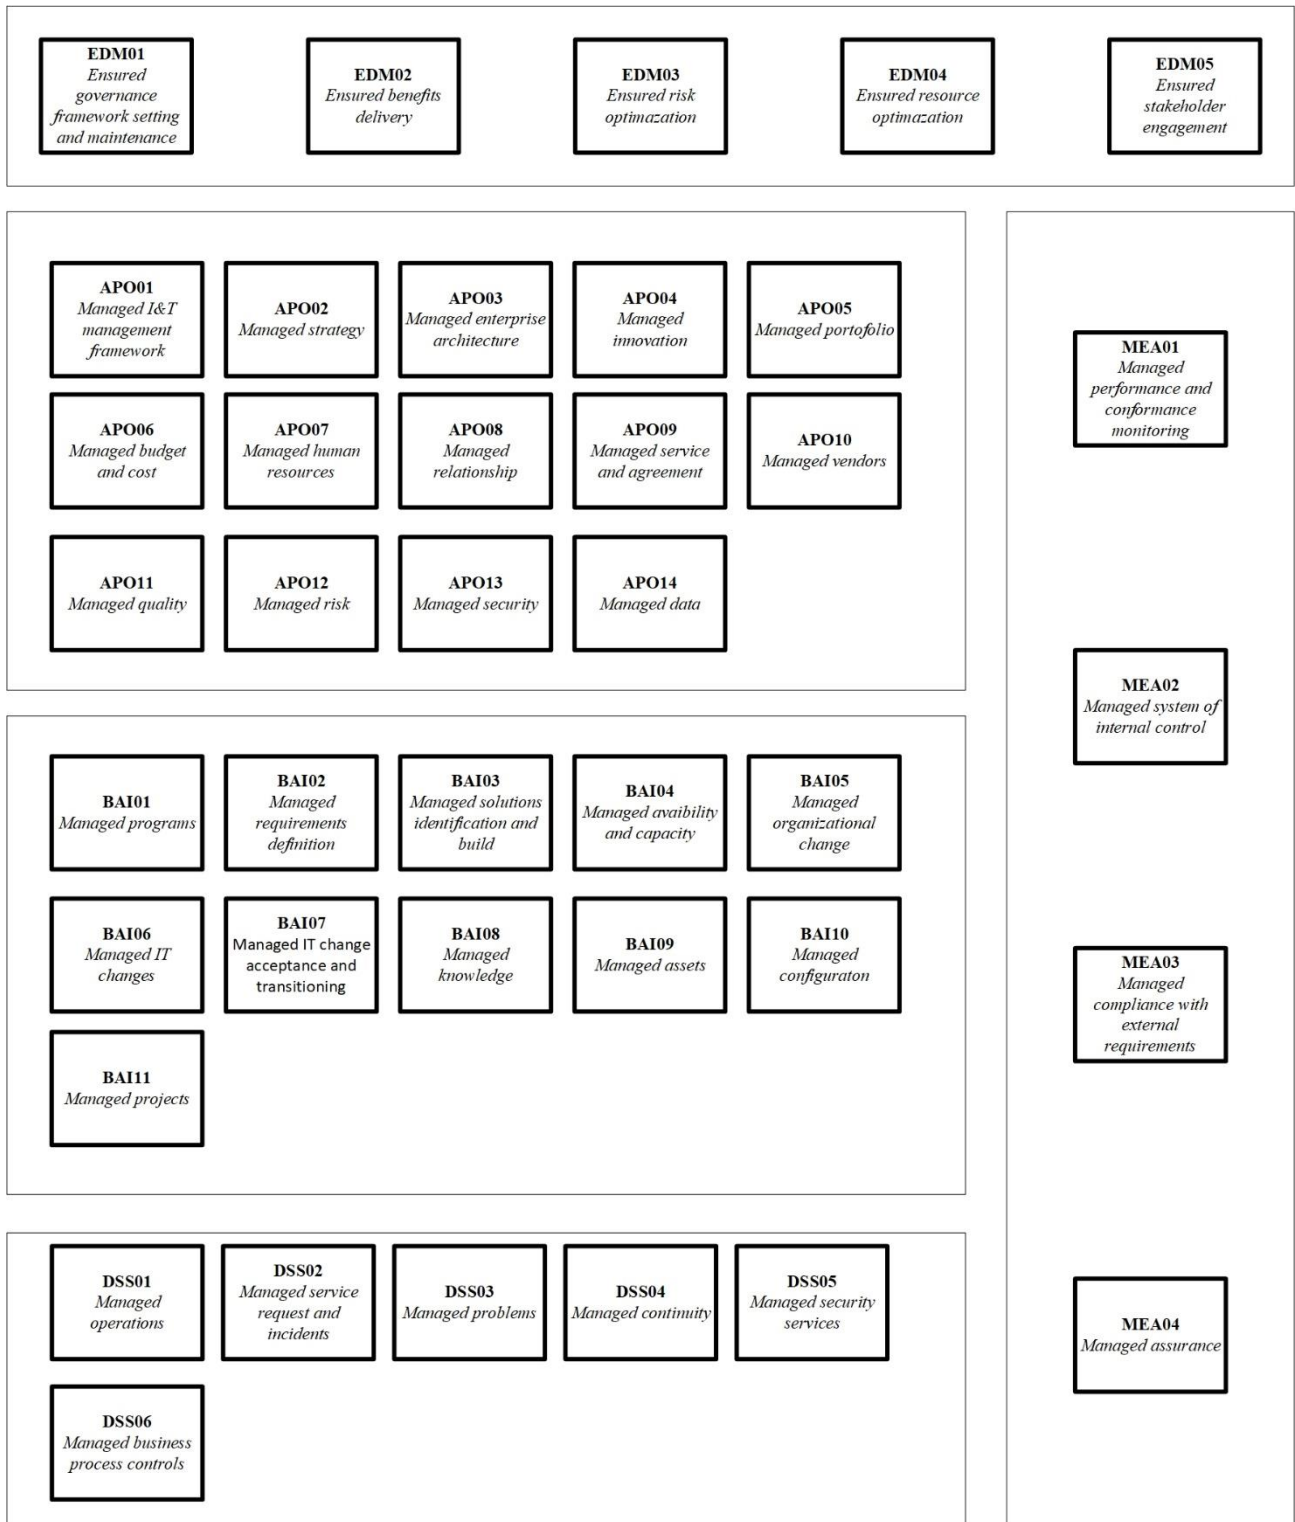 EDM01
Ensured
governance
framework setting
and maintenance
EDM02
Ensured benefits
delivery
EDM03
Ensured risk
optimazation
EDM04
Ensured resource
optimazation
EDM05
Ensured
stakeholder
engagement
APO01
Managed I&T
management
framework
APO02
Managed strategy
APO03
Managed enterprise
architecture
APO04
Managed
innovation
APO05
Managed portofolio
APO06
Managed budget
and cost
APO07
Managed human
resources
APO08
Managed
relationship
APO09
Managed service
and agreement
APO10
Managed vendors
APO11
Managed quality
APO12
Managed risk
APO13
Managed security
APO14
Managed data
BAI01
Managed programs
BAI02
Managed
requirements
definition
BAI03
Managed solutions
identification and
build
BAI04
Managed avaibility
and capacity
BAI05
Managed
organizational
change
BAI06
Managed IT
changes
BAI07
Managed IT change
acceptance and
transitioning
BAI08
Managed
knowledge
BAI09
Managed assets
BAI10
Managed
configuraton
BAI11
Managed projects
DSS01
Managed
operations
DSS02
Managed service
request and
incidents
DSS03
Managed problems
DSS04
Managed continuity
DSS05
Managed security
services
DSS06
Managed business
process controls
MEA01
Managed
performance and
conformance
monitoring
MEA02
Managed system of
internal control
MEA03
Managed
compliance with
external
requirements
MEA04
Managed assurance